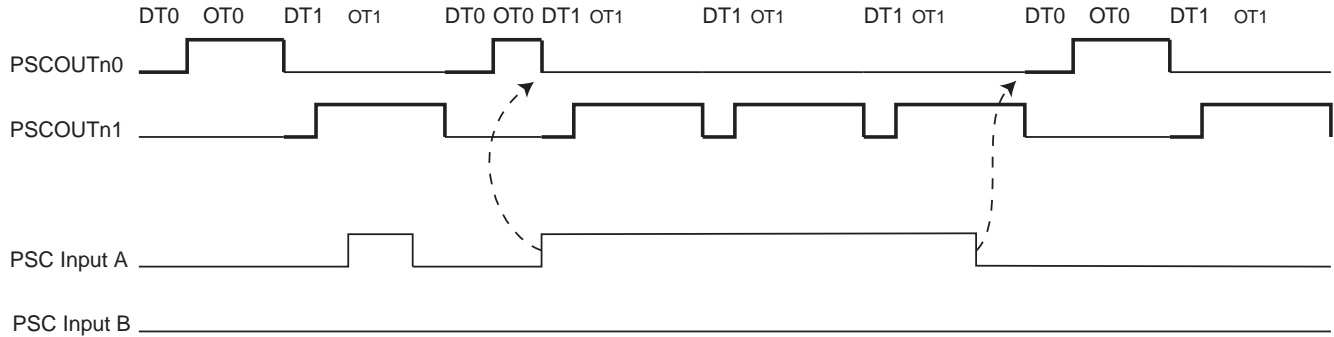 DT0 OT0 DT1 OT1 DT0 OT0 DT1 OT1 DT1 OT1 DT1 OT1 DT0 OT0 DT1 OT1
PSCOUTn0
PSCOUTn1
PSC Input A
PSC Input B